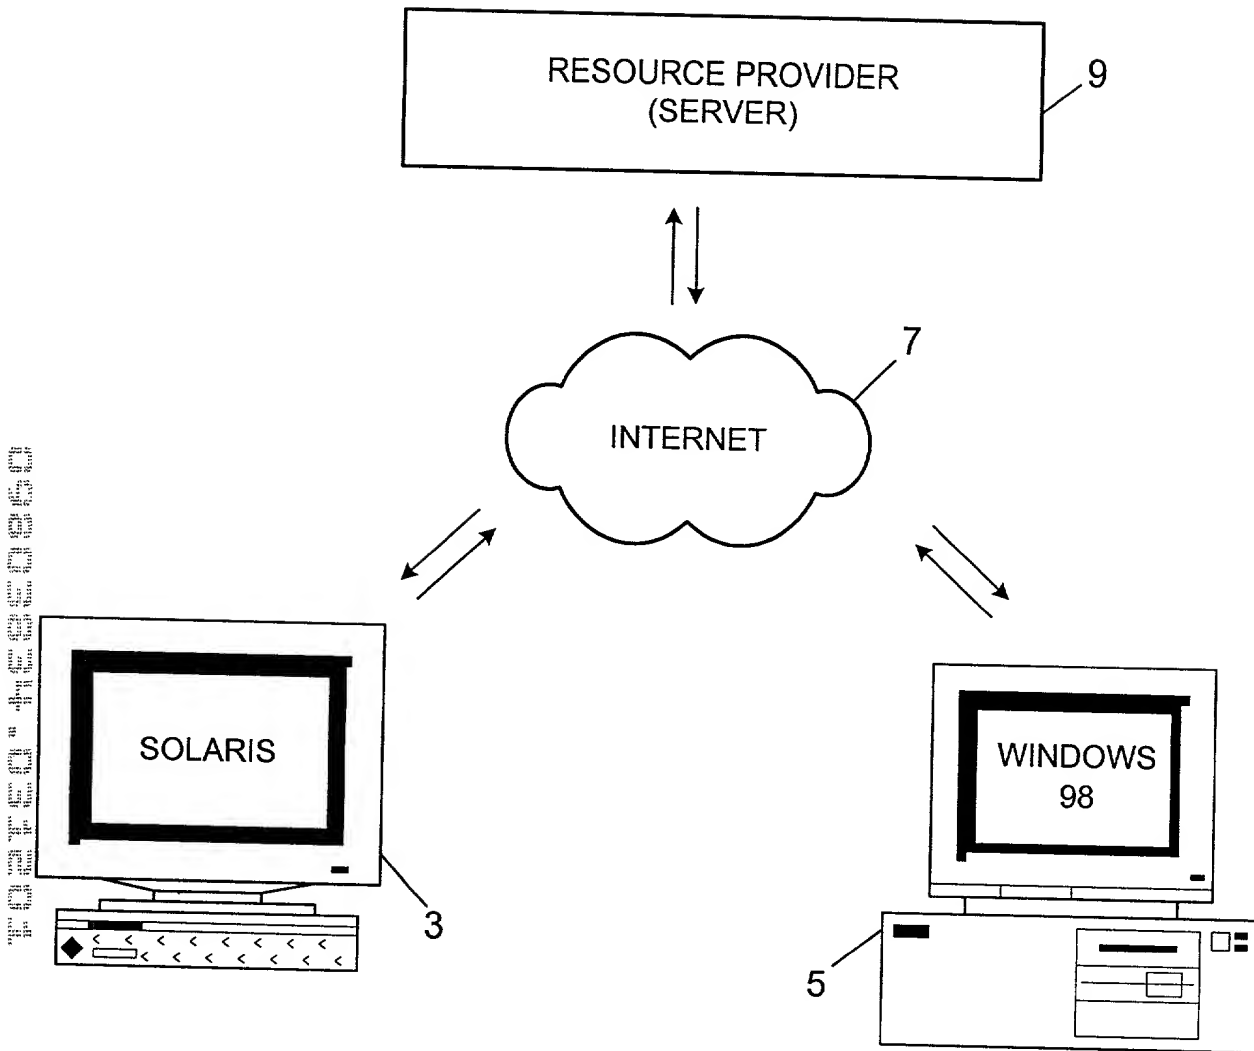 RESOURCE PROVIDER
(SERVER)
9
7
INTERNET
SOLARIS
WINDOWS
98
3
5